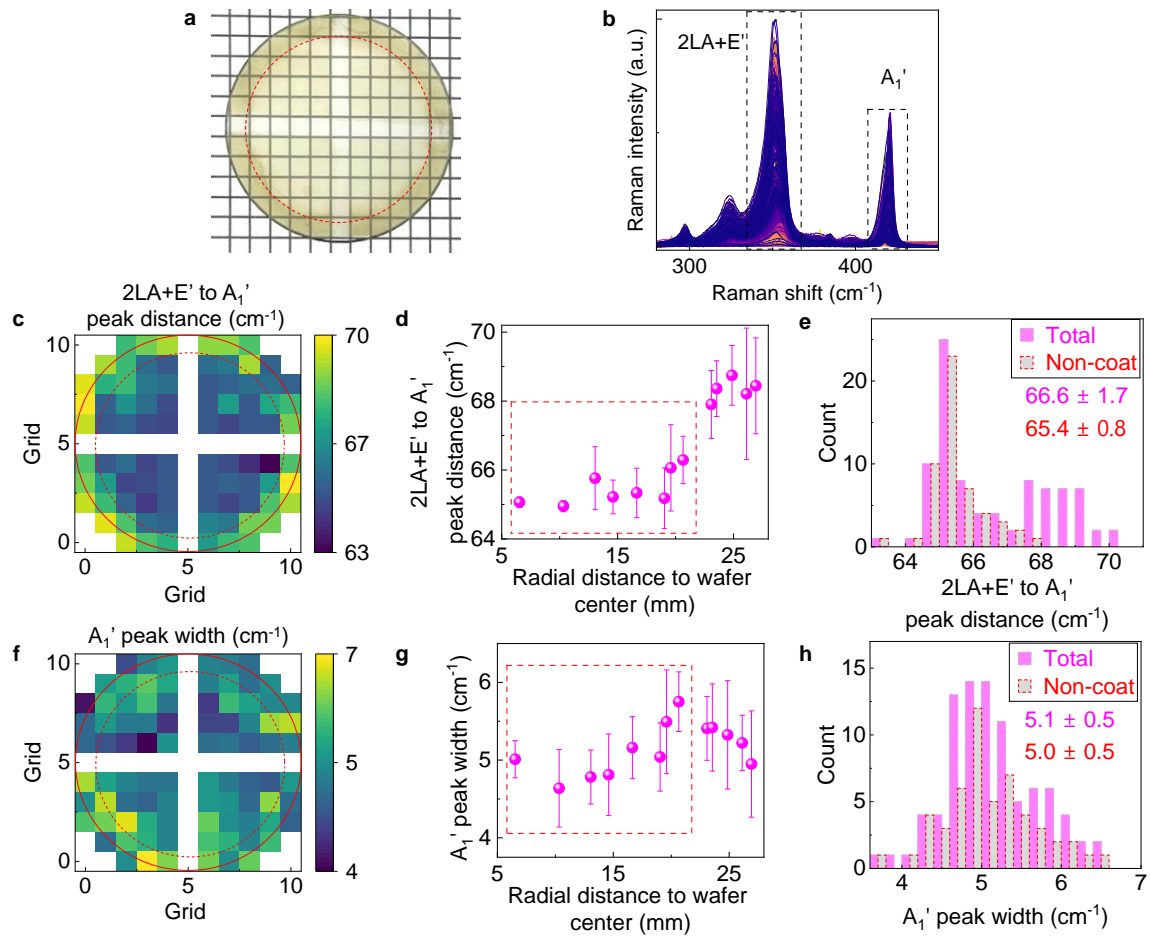 a
b
2LA+E'
A₁'
Raman intensity (a.u.)
300
400
Raman shift (cm⁻¹)
c
2LA+E' to A₁'
peak distance (cm⁻¹)
10
5
0
Grid
0
5
10
Grid
70
67
63
d
70
68
66
64
2LA+E' to A₁'
peak distance (cm⁻¹)
5
15
25
Radial distance to wafer
center (mm)
e
Total
Non-coat
66.6 ± 1.7
65.4 ± 0.8
20
10
0
Count
64
66
68
70
2LA+E' to A₁'
peak distance (cm⁻¹)
f
A₁' peak width (cm⁻¹)
10
5
0
Grid
0
5
10
Grid
7
5
4
g
6
5
4
A₁' peak width (cm⁻¹)
5
15
25
Radial distance to wafer
center (mm)
h
Total
Non-coat
5.1 ± 0.5
5.0 ± 0.5
15
10
5
0
Count
4
5
6
7
A₁' peak width (cm⁻¹)